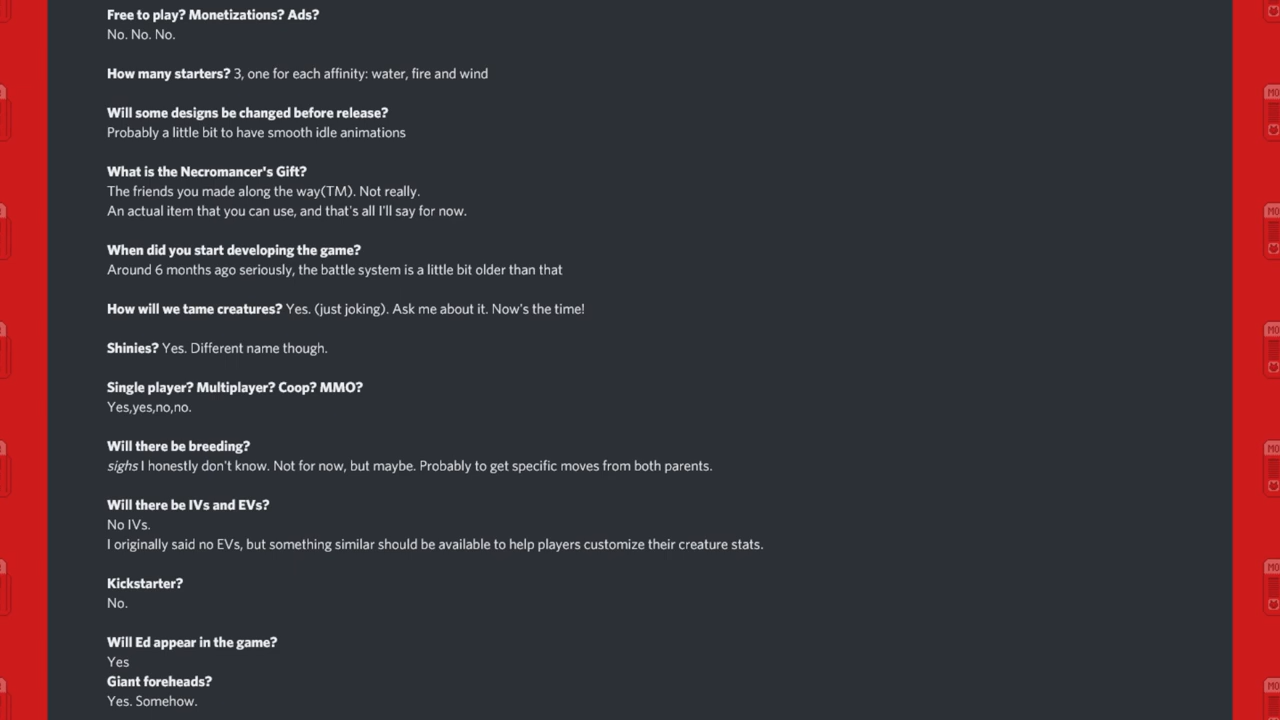 Free to play? Monetizations? Ads?
No. No. No.
How many starters? 3, one for each affinity: water, fire and wind
Will some designs be changed before release?
Probably a little bit to have smooth idle animations
What is the Necromancer's Gift?
The friends you made along the way(TM). Not really.
An actual item that you can use, and that's all I'll say for now.
When did you start developing the game?
Around 6 months ago seriously, the battle system is a little bit older than that
How will we tame creatures? Yes. (just joking). Ask me about it. Now's the time!
Shinies? Yes. Different name though.
Single player? Multiplayer? Coop? MMO?
Yes,yes,no,no.
Will there be breeding?
sighs I honestly don't know. Not for now, but maybe. Probably to get specific moves from both parents.
Will there be IVs and EVs?
No IVs.
I originally said no EVs, but something similar should be available to help players customize their creature stats.
Kickstarter?
No.
Will Ed appear in the game?
Yes
Giant foreheads?
Yes. Somehow.